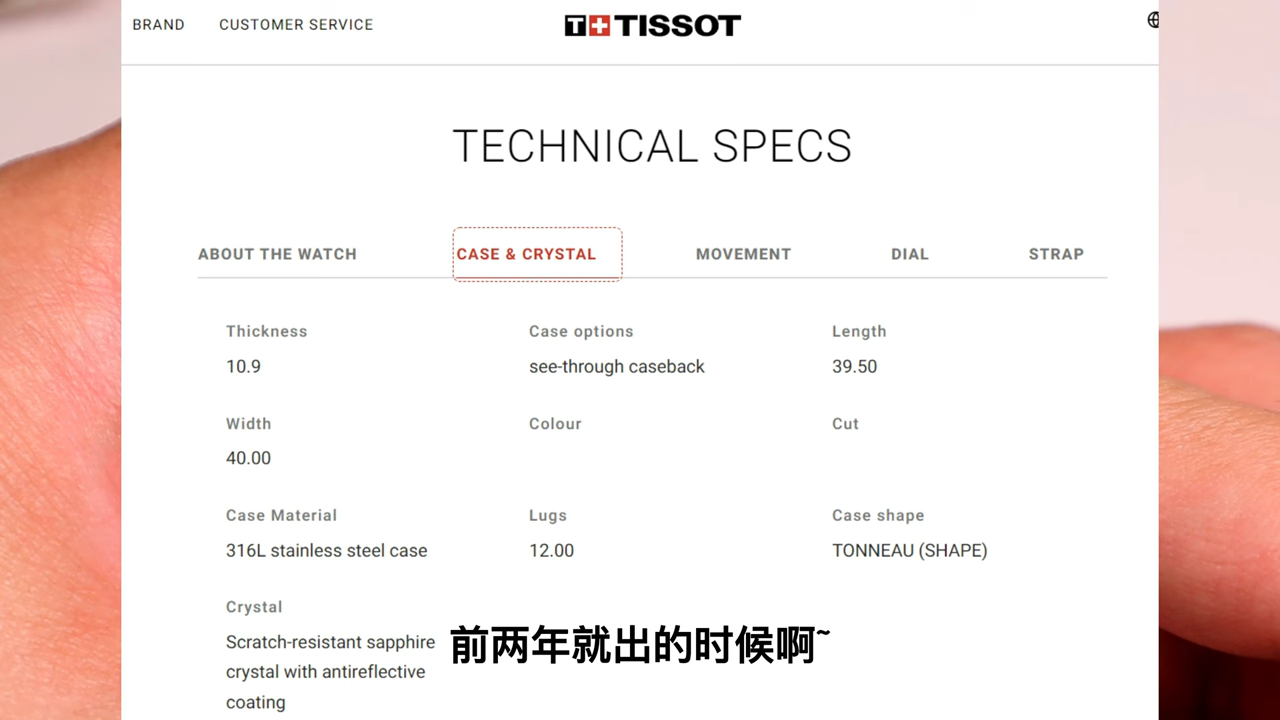 BRAND
CUSTOMER SERVICE
T+ TISSOT
TECHNICAL SPECS
ABOUT THE WATCH
CASE & CRYSTAL
MOVEMENT
DIAL
STRAP
Thickness
Case options
Length
10.9
see-through caseback
39.50
Width
Colour
Cut
40.00
Case Material
Lugs
Case shape
316L stainless steel case
12.00
TONNEAU (SHAPE)
Crystal
Scratch-resistant sapphire
crystal with antireflective
coating
前两年就出的时候啊~